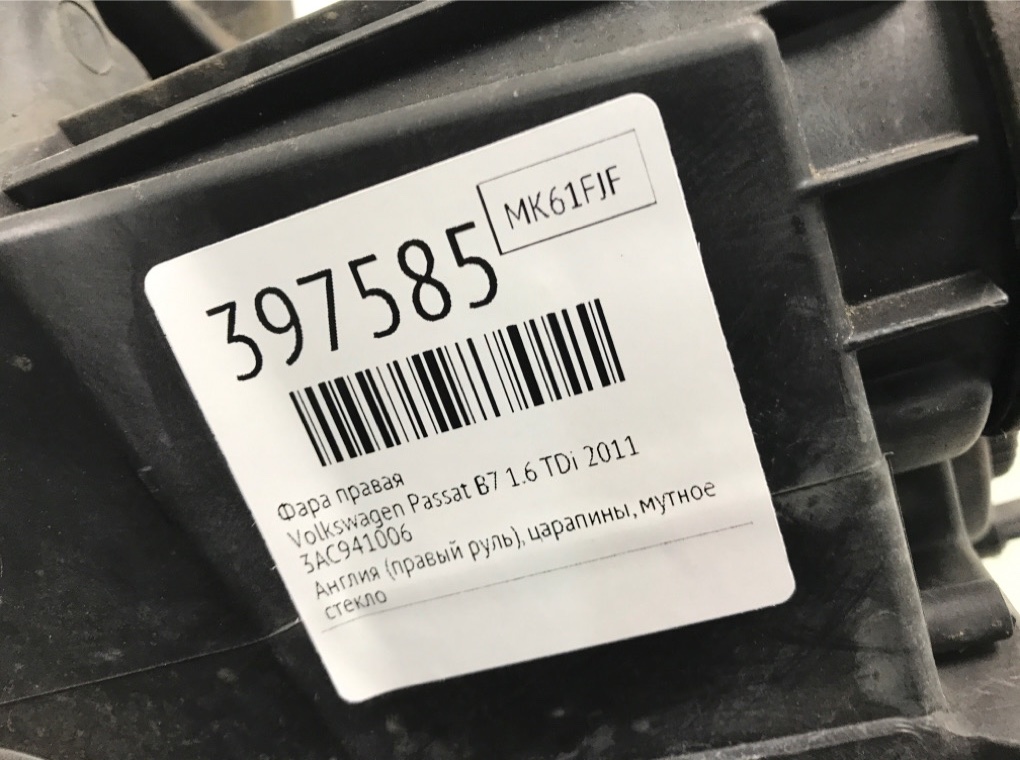 MK61FJF
397585
Фара правая
Volkswagen Passat B7 1.6 TDi 2011
3AC941006
Англия (правый руль), царапины, мутное
стекло